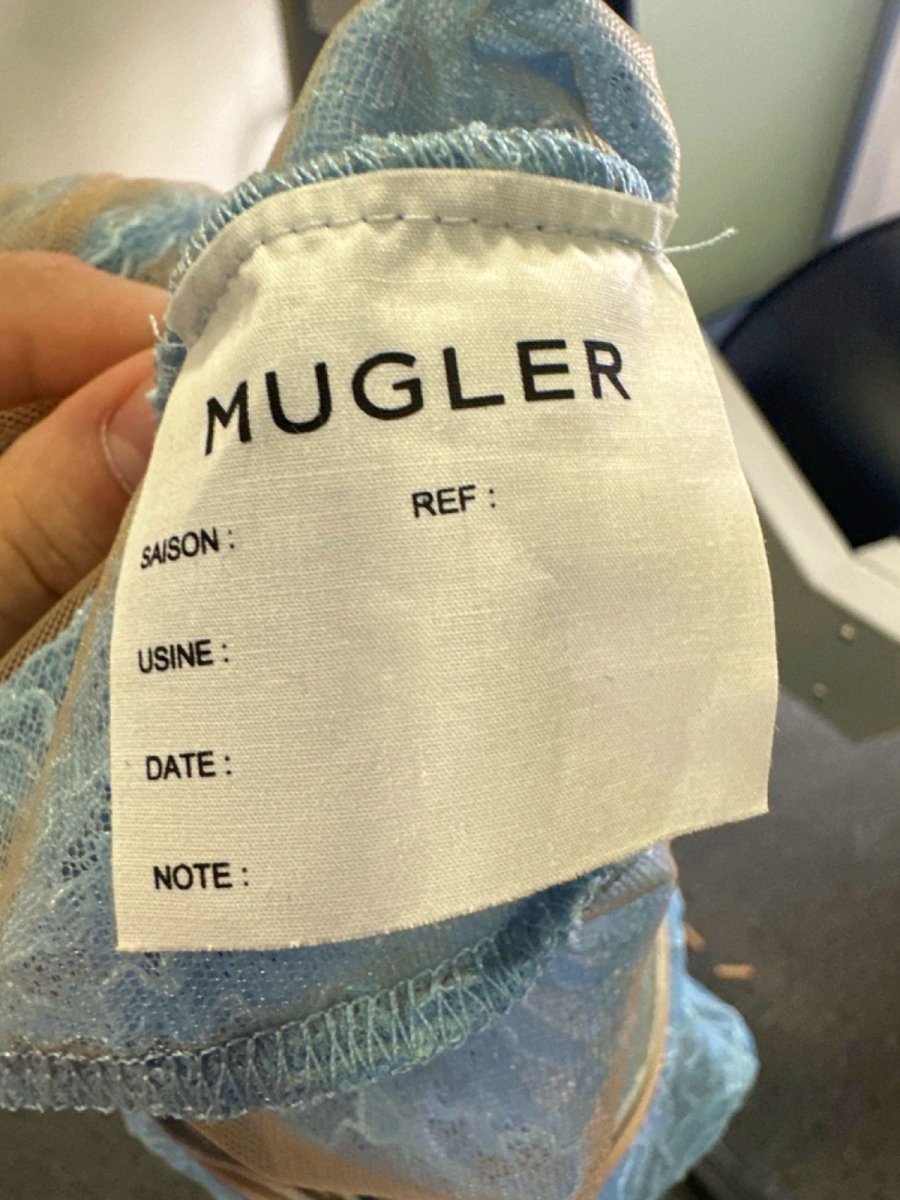 MUGLER
REF :
SAISON :
USINE :
DATE :
NOTE :